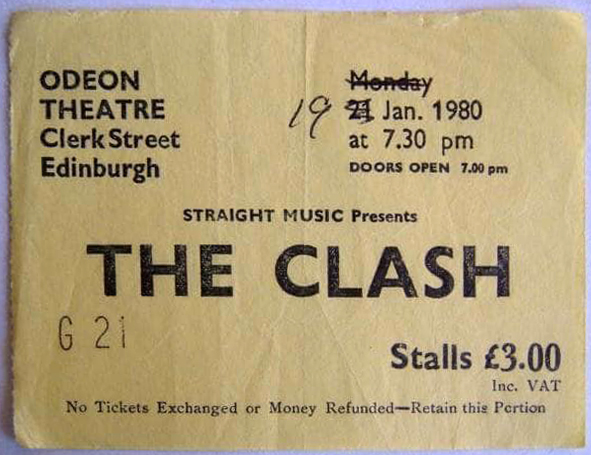 ODEON
THEATRE
Clerk Street
Edinburgh
Monday
19 21 Jan. 1980
at 7.30 pm
DOORS OPEN 7.00 pm
STRAIGHT MUSIC Presents
THE CLASH
G 21
Stalls £3.00
Inc. VAT
No Tickets Exchanged or Money Refunded—Retain this Portion